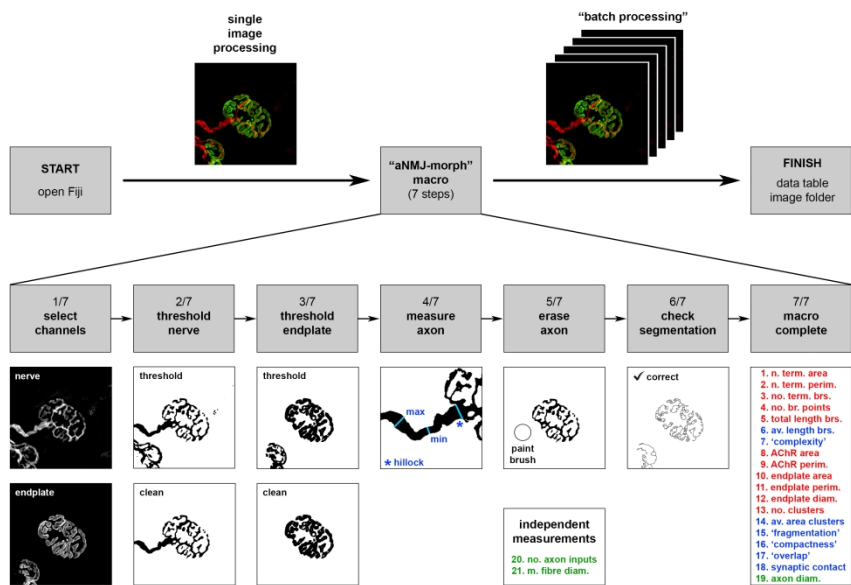 single
image
processing
“batch processing”
START
open Fiji
“aNMJ-morph”
macro
(7 steps)
FINISH
data table
image folder
1/7
select
channels
2/7
threshold
nerve
3/7
threshold
endplate
4/7
measure
axon
5/7
erase
axon
6/7
check
segmentation
7/7
macro
complete
nerve
threshold
threshold
max
min
*
* hillock
paint
brush
✓ correct
endplate
clean
clean
independent
measurements
20. no. axon inputs
21. m. fibre diam.
1. n. term. area
2. n. term. perim.
3. no. term. brs.
4. no. br. points
5. total length brs.
6. av. length brs.
7. ‘complexity’
8. AChR area
9. AChR perim.
10. endplate area
11. endplate perim.
12. endplate diam.
13. no. clusters
14. av. area clusters
15. ‘fragmentation’
16. ‘compactness’
17. ‘overlap’
18. synaptic contact
19. axon diam.